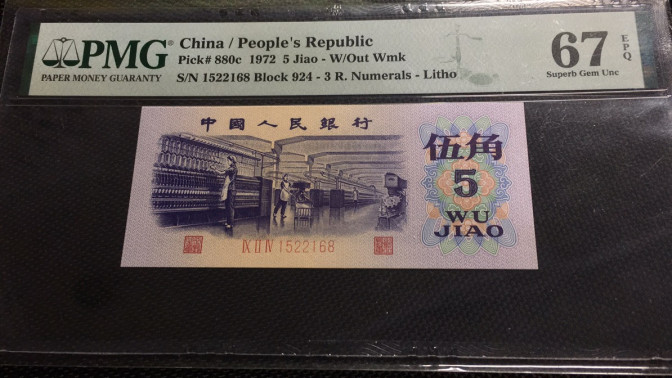 PMG
PAPER MONEY GUARANTY
China / People's Republic
Pick# 880c 1972 5 Jiao - W/Out Wmk
S/N 1522168 Block 924 - 3 R. Numerals - Litho
67 EPQ
Superb Gem Unc
中國人民銀行
伍角
5
WU
JIAO
IX II IV 1522168